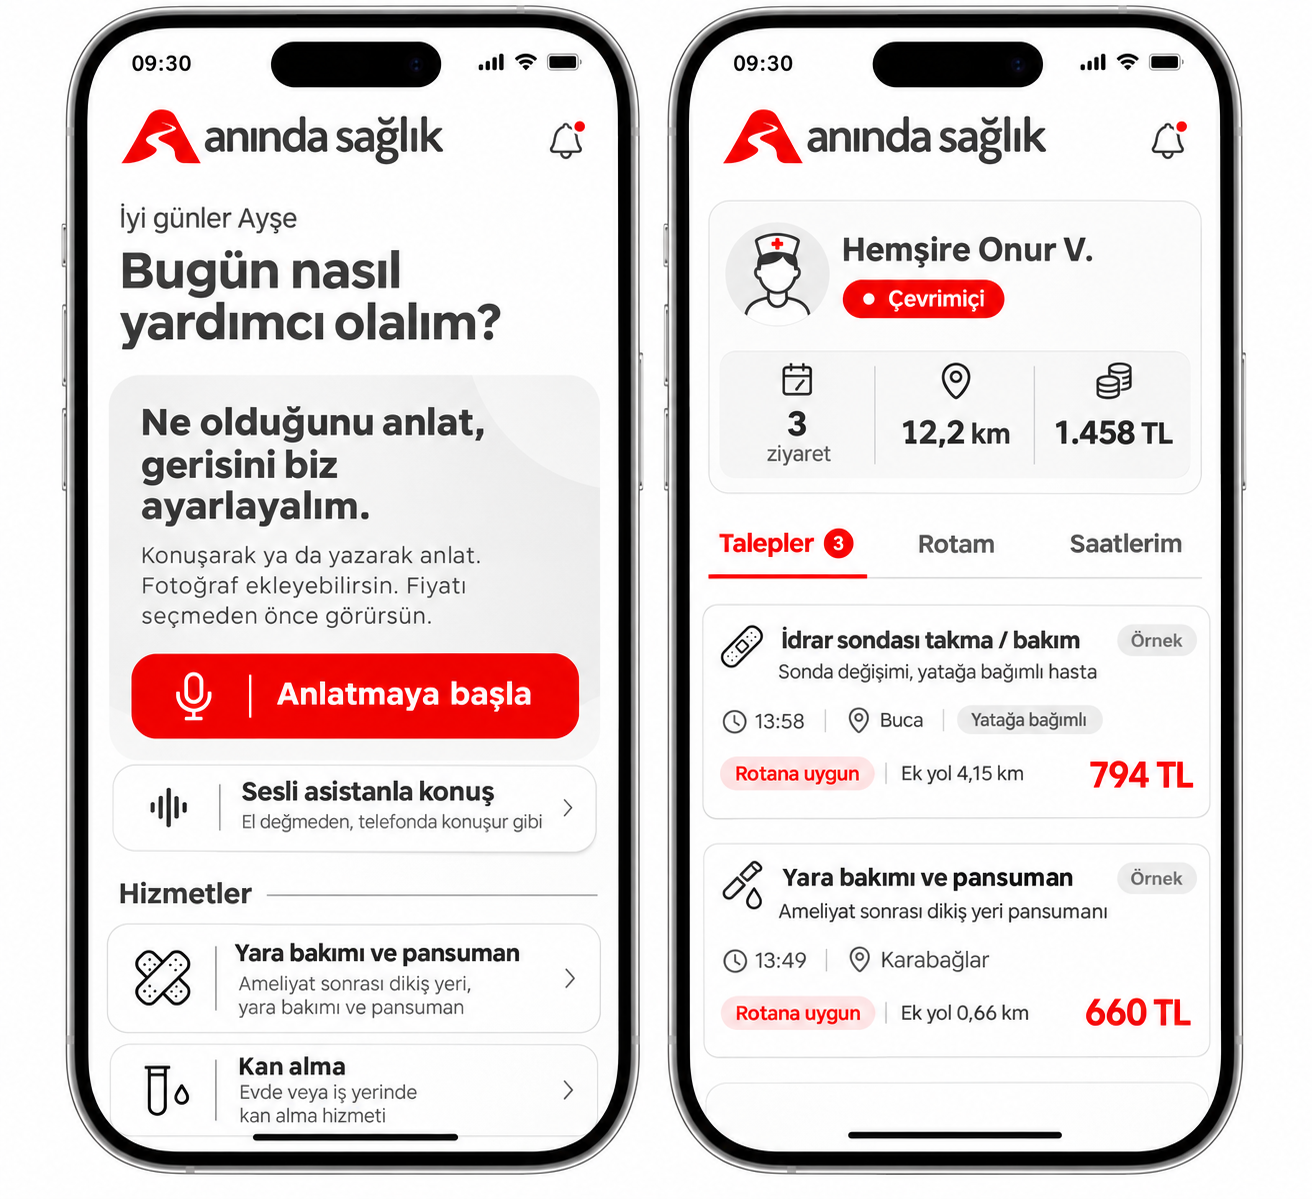 09:30
anında sağlık
İyi günler Ayşe
Bugün nasıl
yardımcı olalım?
Ne olduğunu anlat,
gerisini biz
ayarlayalım.
Konuşarak ya da yazarak anlat.
Fotoğraf ekleyebilirsin. Fiyatı
seçmeden önce görürsün.
Anlatmaya başla
Sesli asistanla konuş
El değmeden, telefonda konuşur gibi
Hizmetler
Yara bakımı ve pansuman
Ameliyat sonrası dikiş yeri,
yara bakımı ve pansuman
Kan alma
Evde veya iş yerinde
kan alma hizmeti
09:30
anında sağlık
Hemşire Onur V.
Çevrimiçi
3
ziyaret
12,2 km
1.458 TL
Talepler 3 Rotam Saatlerim
İdrar sondası takma / bakım Örnek
Sonda değişimi, yatağa bağımlı hasta
13:58 Buca Yatağa bağımlı
Rotana uygun Ek yol 4,15 km 794 TL
Yara bakımı ve pansuman Örnek
Ameliyat sonrası dikiş yeri pansumanı
13:49 Karabağlar
Rotana uygun Ek yol 0,66 km 660 TL